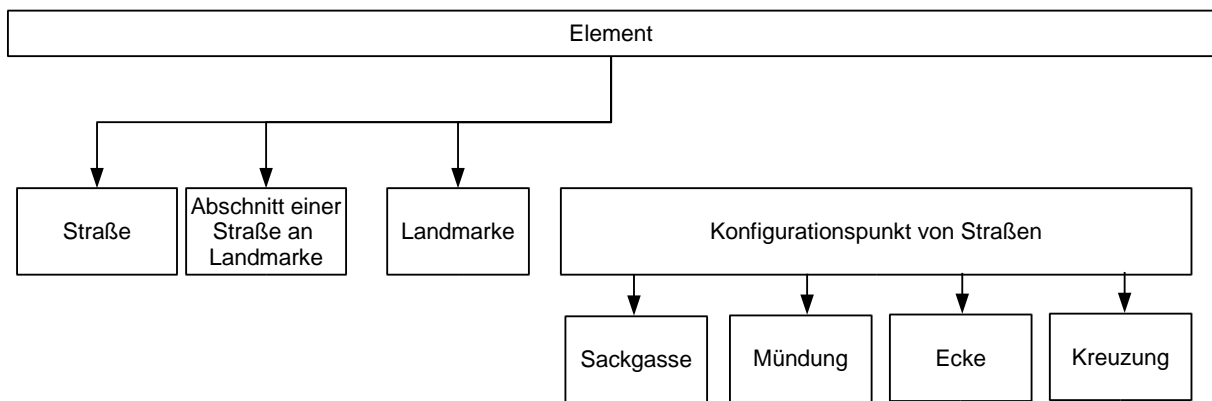 Element
Straße
Abschnitt einer
Straße an
Landmarke
Landmarke
Konfigurationspunkt von Straßen
Sackgasse
Mündung
Ecke
Kreuzung